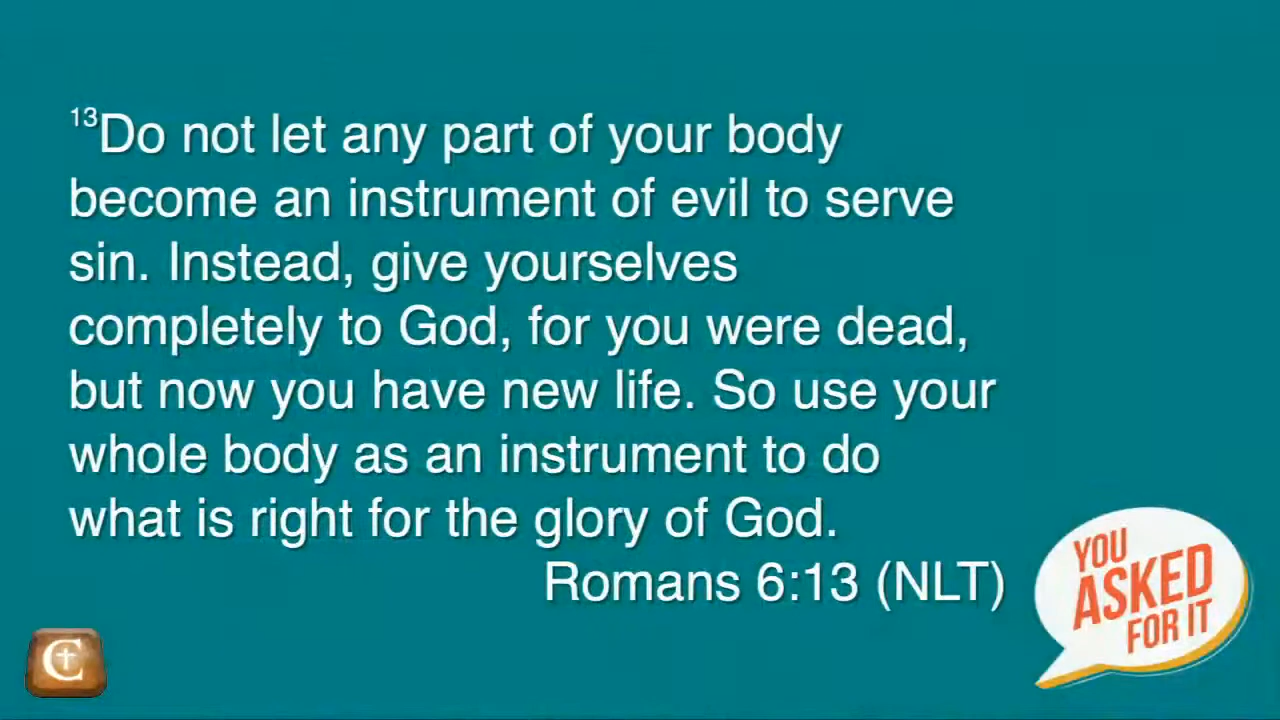 13Do not let any part of your body
become an instrument of evil to serve
sin. Instead, give yourselves
completely to God, for you were dead,
but now you have new life. So use your
whole body as an instrument to do
what is right for the glory of God.
Romans 6:13 (NLT)
YOU
ASKED
FOR IT
C